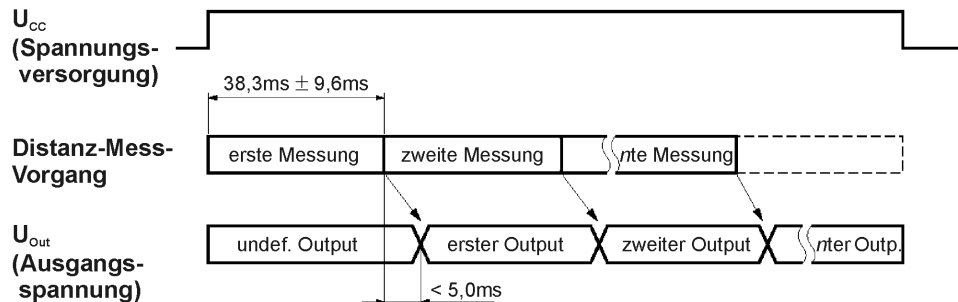 U_CC
(Spannungs-
versorgung)
38,3ms ± 9,6ms
Distanz-Mess-
Vorgang
erste Messung
zweite Messung
nte Messung
U_Out
(Ausgangs-
spannung)
undef. Output
erster Output
zweiter Output
nter Outp.
< 5,0ms